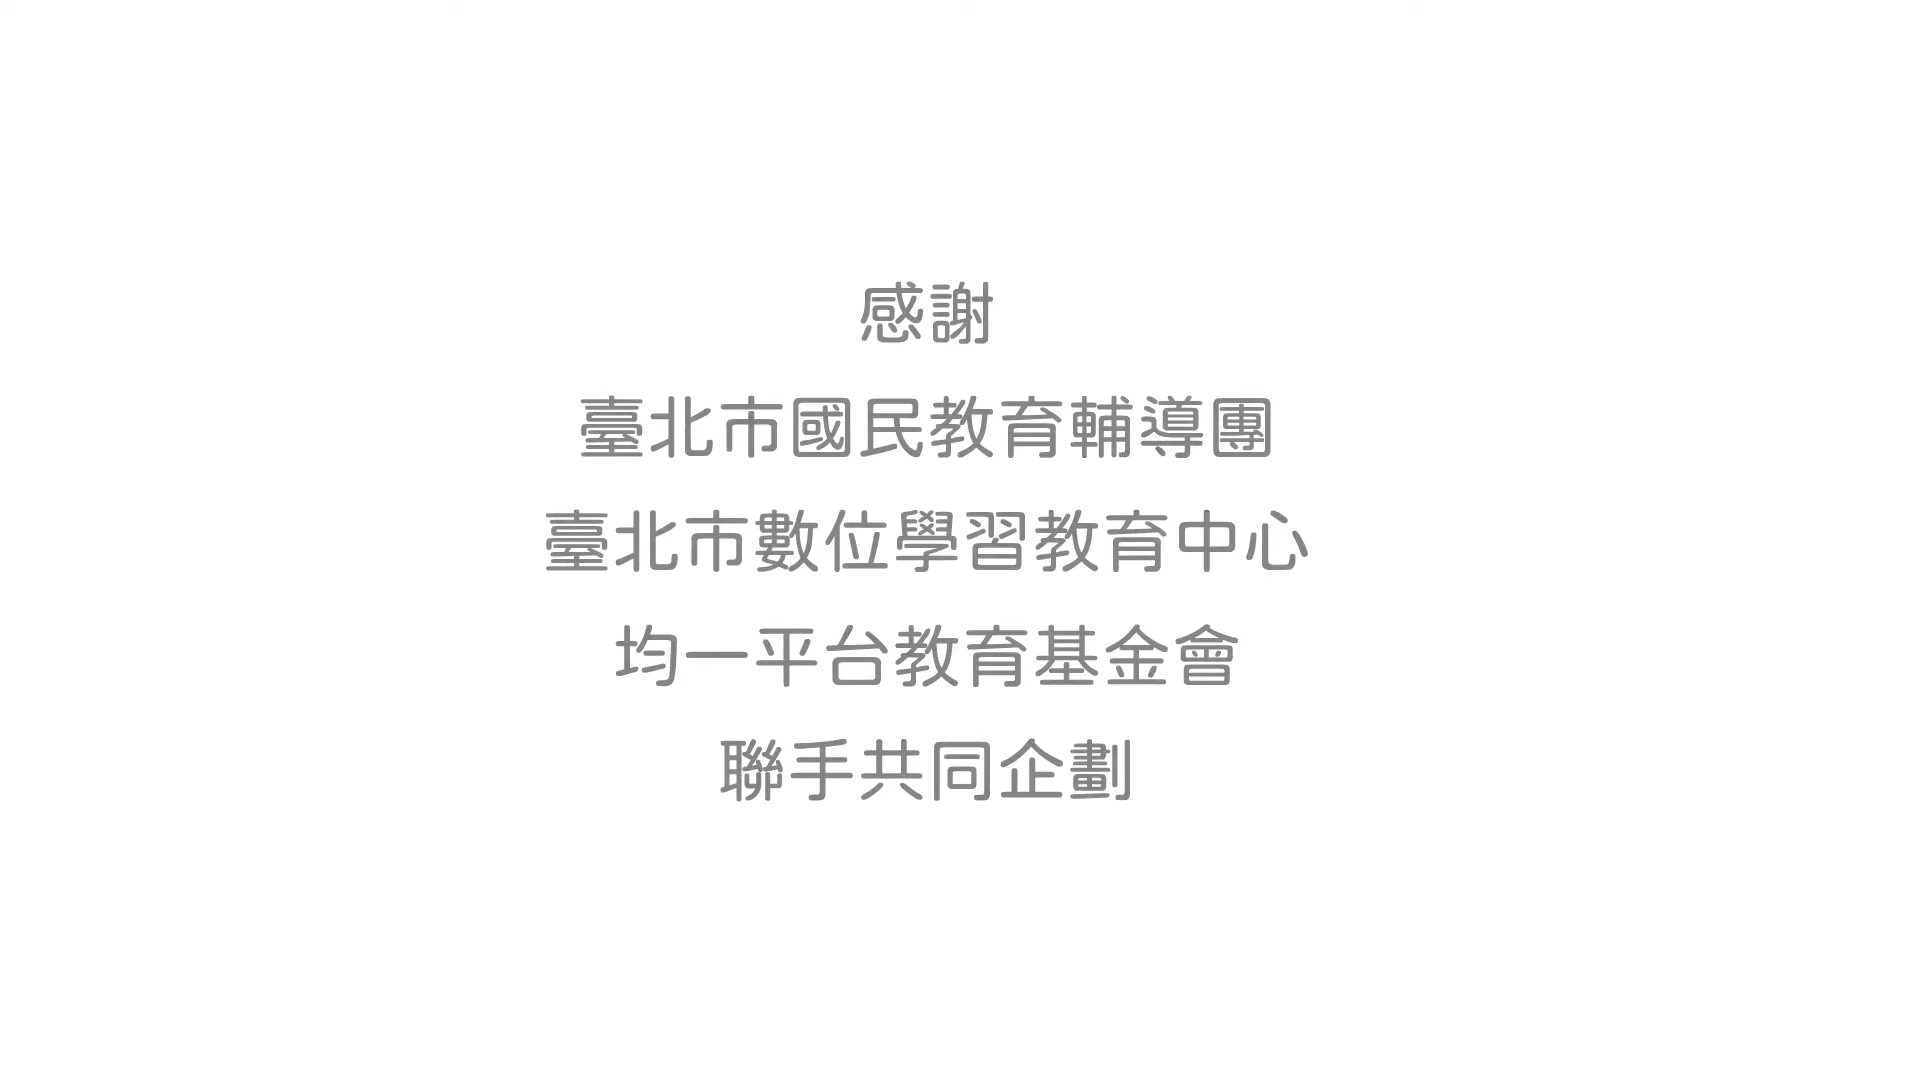 感謝
臺北市國民教育輔導團
臺北市數位學習教育中心
均一平台教育基金會
聯手共同企劃